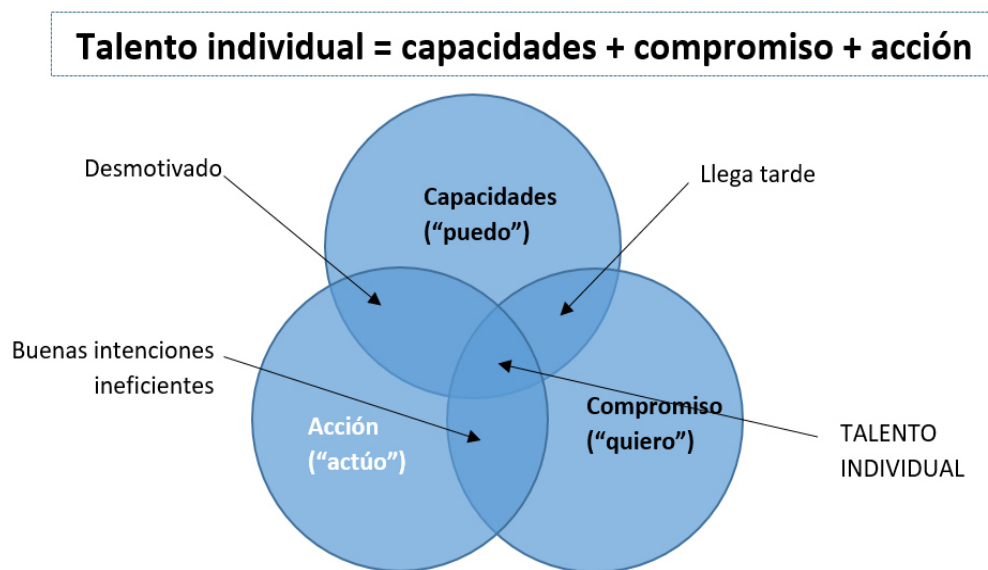 Talento individual = capacidades + compromiso + acción
Desmotivado
Llega tarde
Capacidades
(“puedo”)
Buenas intenciones
ineficientes
Acción
(“actúo”)
Compromiso
(“quiero”)
TALENTO
INDIVIDUAL